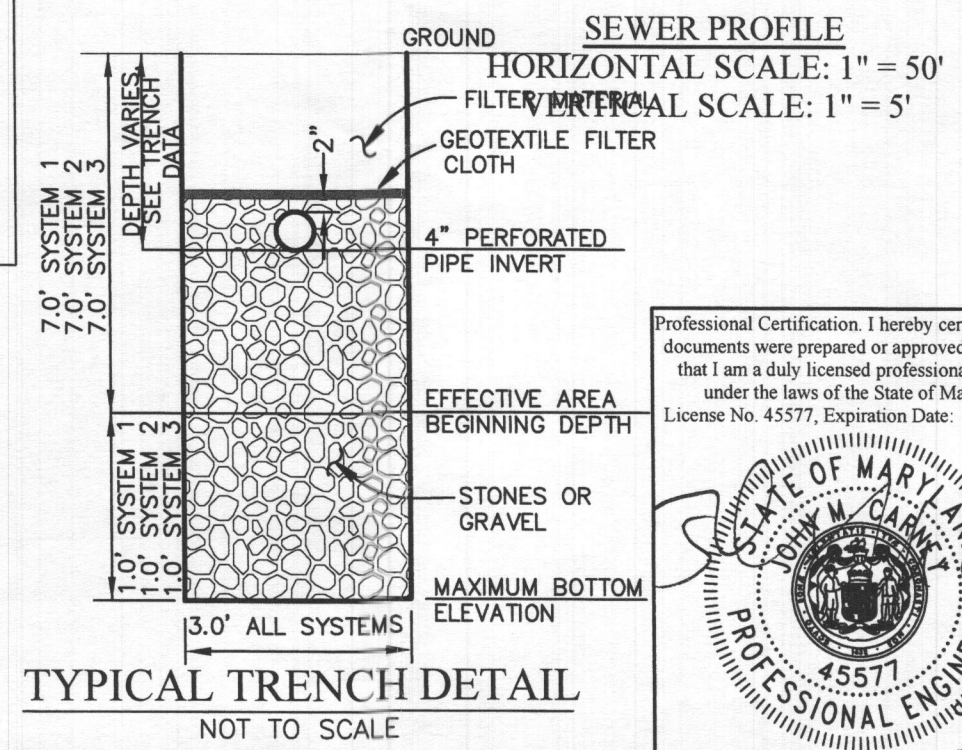 SEWER PROFILE
HORIZONTAL SCALE: 1" = 50'
VERTICAL SCALE: 1" = 5'
GROUND
FILTER MATERIAL
GEOTEXTILE FILTER
CLOTH
2"
4" PERFORATED
PIPE INVERT
EFFECTIVE AREA
BEGINNING DEPTH
STONES OR
GRAVEL
MAXIMUM BOTTOM
ELEVATION
7.0' SYSTEM 1
7.0' SYSTEM 2
7.0' SYSTEM 3
DEPTH VARIES,
SEE TRENCH
DATA
1.0' SYSTEM 1
1.0' SYSTEM 2
1.0' SYSTEM 3
3.0' ALL SYSTEMS
TYPICAL TRENCH DETAIL
NOT TO SCALE
Professional Certification. I hereby cer
documents were prepared or approved
that I am a duly licensed professiona
under the laws of the State of Ma
License No. 45577, Expiration Date:
STATE OF MARYLAN
JOHN M. CARNEY
45577
PROFESSIONAL ENGINE